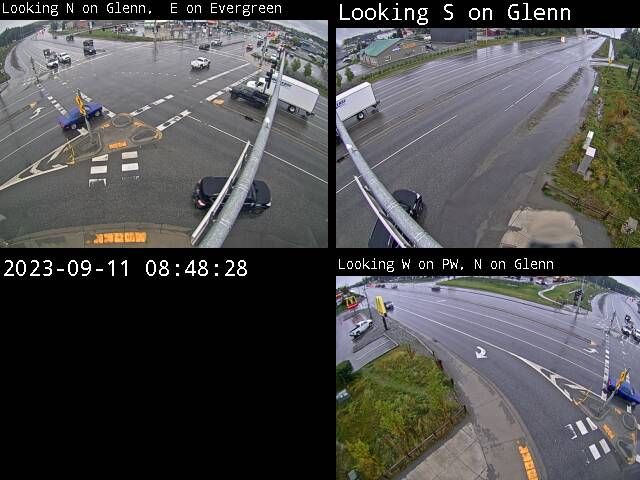 Looking N on Glenn, E on Evergreen
Looking S on Glenn
2023-09-11 08:48:28
Looking W on PW, N on Glenn